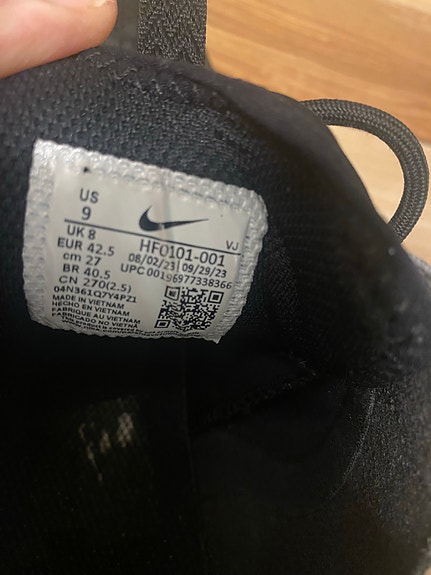 US
9
UK 8
EUR 42.5
cm 27
BR 40.5
CN 270(2.5)
HF0101-001 VJ
08/02/23 09/29/23
UPC 00196977338366
04N361Q7Y4PZ1
MADE IN VIETNAM
HECHO EN VIETNAM
FABRIQUE AU VIETNAM
FABRICADO NO VIETNÃ